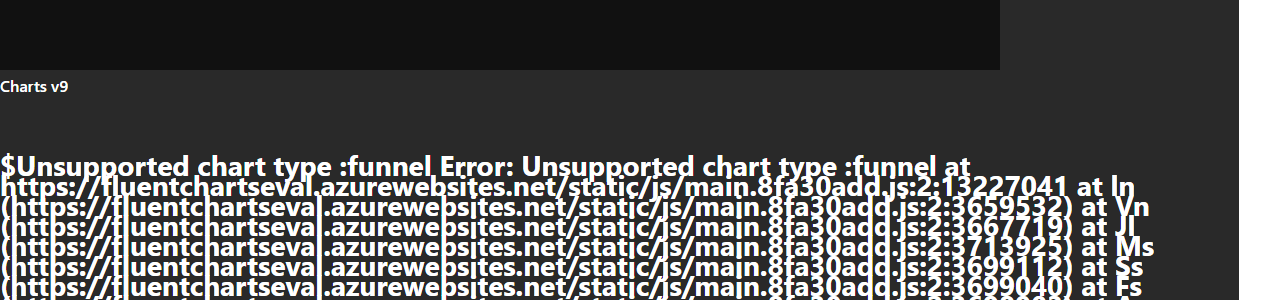 Charts v9
$Unsupported chart type :funnel Error: Unsupported chart type :funnel at
https://fluentchartseval.azurewebsites.net/static/js/main.8fa30add.js:2:13227041 at ln
(https://fluentchartseval.azurewebsites.net/static/js/main.8fa30add.js:2:3659532) at Vn
(https://fluentchartseval.azurewebsites.net/static/js/main.8fa30add.js:2:3667719) at Jl
(https://fluentchartseval.azurewebsites.net/static/js/main.8fa30add.js:2:3713925) at Ms
(https://fluentchartseval.azurewebsites.net/static/js/main.8fa30add.js:2:3699112) at Ss
(https://fluentchartseval.azurewebsites.net/static/js/main.8fa30add.js:2:3699040) at Fs